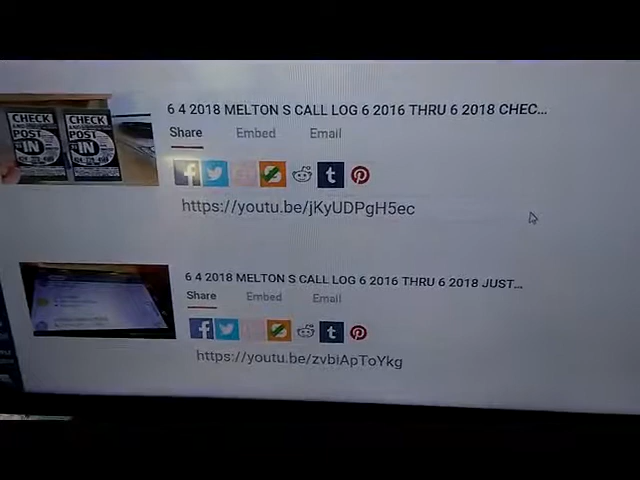 6 4 2018 MELTON S CALL LOG 6 2016 THRU 6 2018 CHEC...
Share Embed Email
CHECK
POST
IN
CHECK
POST
IN
https://youtu.be/jKyUDPgH5ec
6 4 2018 MELTON S CALL LOG 6 2016 THRU 6 2018 JUST...
Share Embed Email
https://youtu.be/zvbiApToYkg